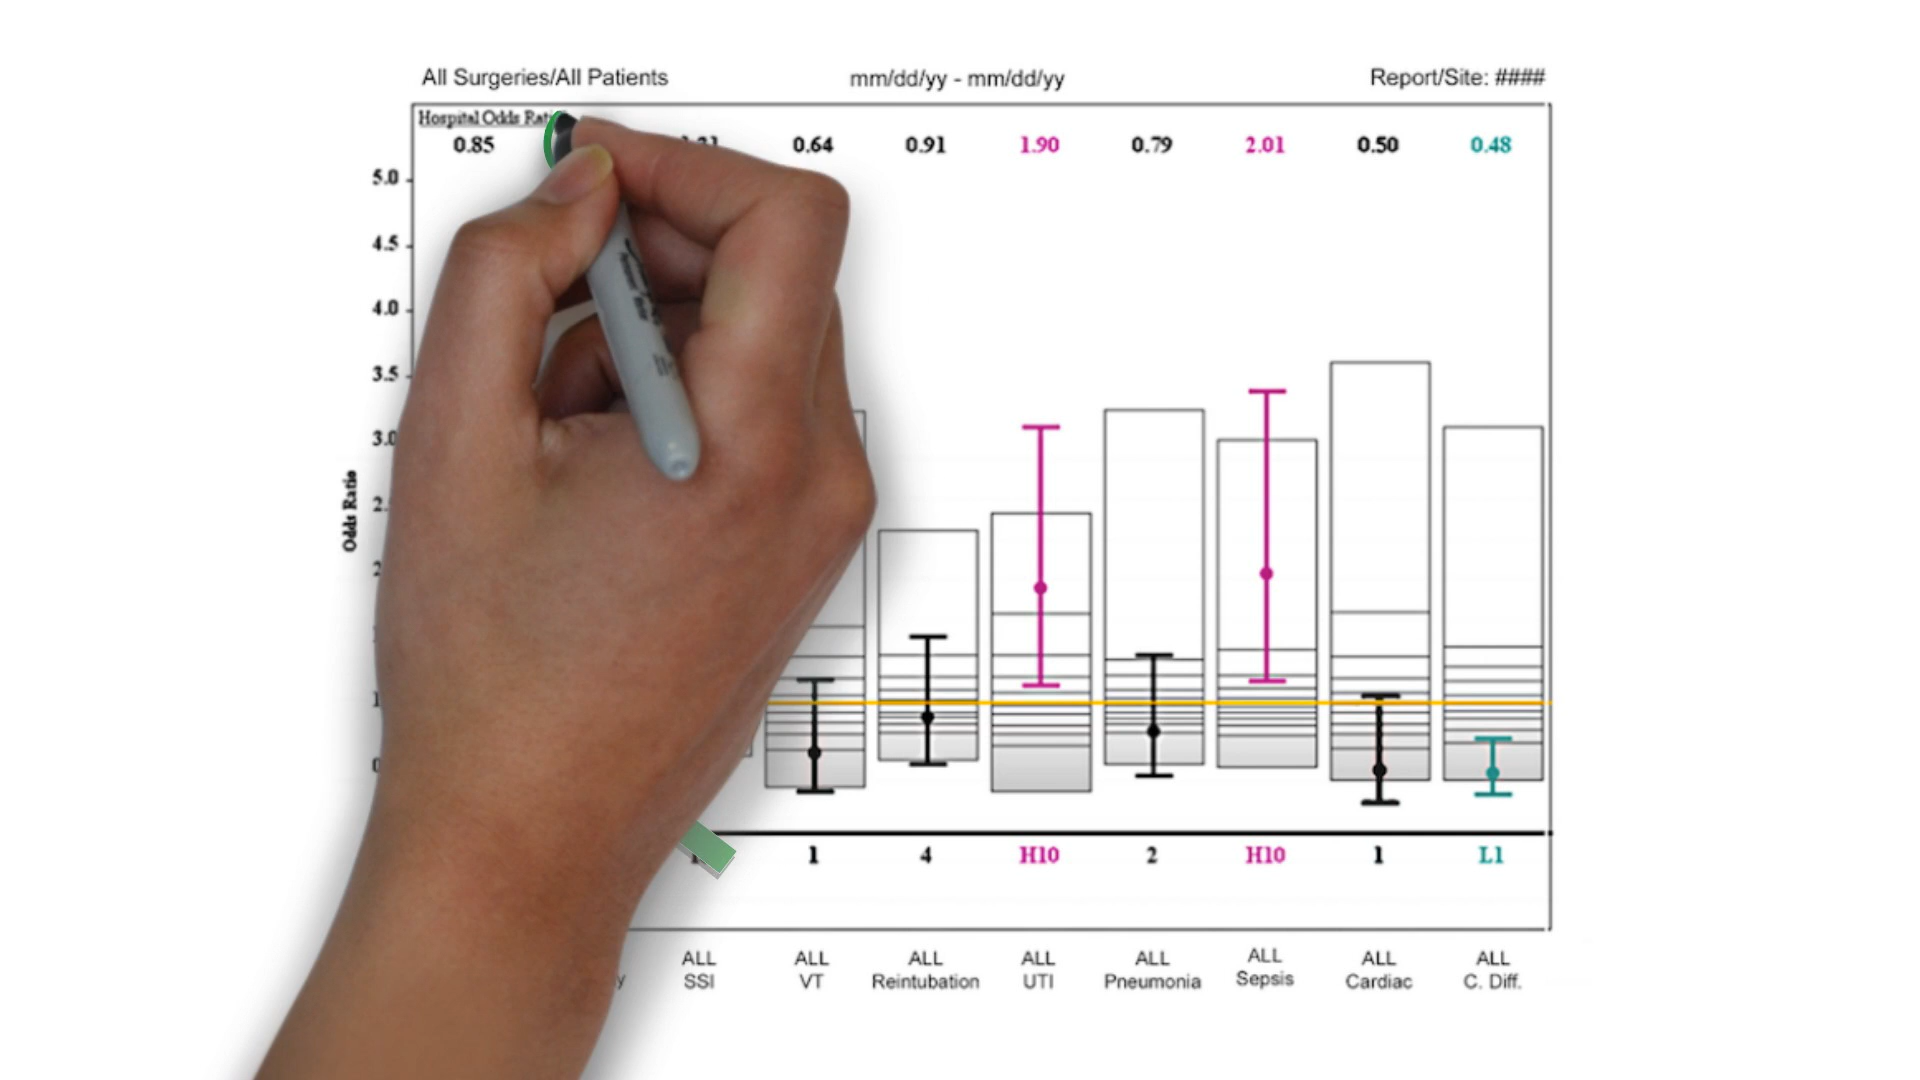 All Surgeries/All Patients mm/dd/yy - mm/dd/yy Report/Site: ####
Hospital Odds
0.85 0.64 0.91 1.90 0.79 2.01 0.50 0.48
5.0
4.5
4.0
3.5
3.0
Odds Ratio
1 4 H10 2 H10 1 L1
ALL ALL ALL ALL ALL ALL ALL ALL
SSI VT Reintubation UTI Pneumonia Sepsis Cardiac C. Diff.